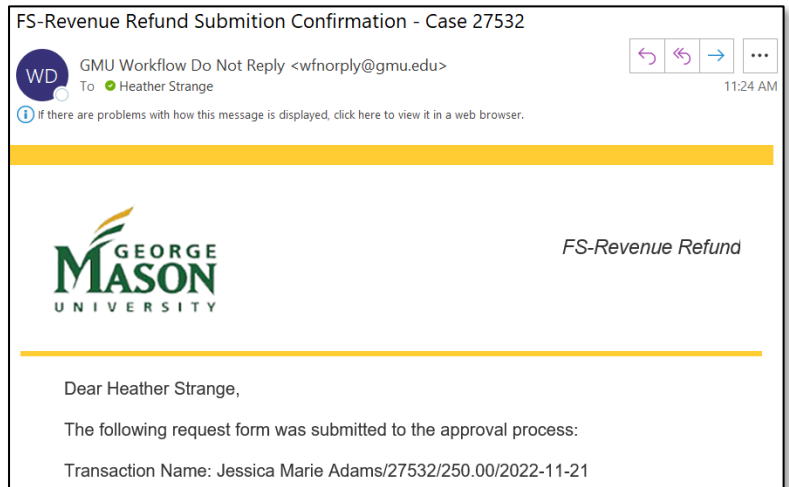 FS-Revenue Refund Submition Confirmation - Case 27532
WD
GMU Workflow Do Not Reply <wfnorply@gmu.edu>
To Heather Strange
11:24 AM
If there are problems with how this message is displayed, click here to view it in a web browser.
GEORGE
MASON
UNIVERSITY
FS-Revenue Refund
Dear Heather Strange,
The following request form was submitted to the approval process:
Transaction Name: Jessica Marie Adams/27532/250.00/2022-11-21